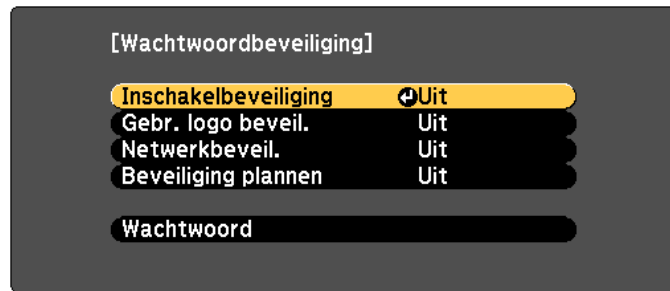 [Wachtwoordbeveiliging]
Inschakelbeveiliging Uit
Gebr. logo beveil. Uit
Netwerkbeveil. Uit
Beveiliging plannen Uit
Wachtwoord